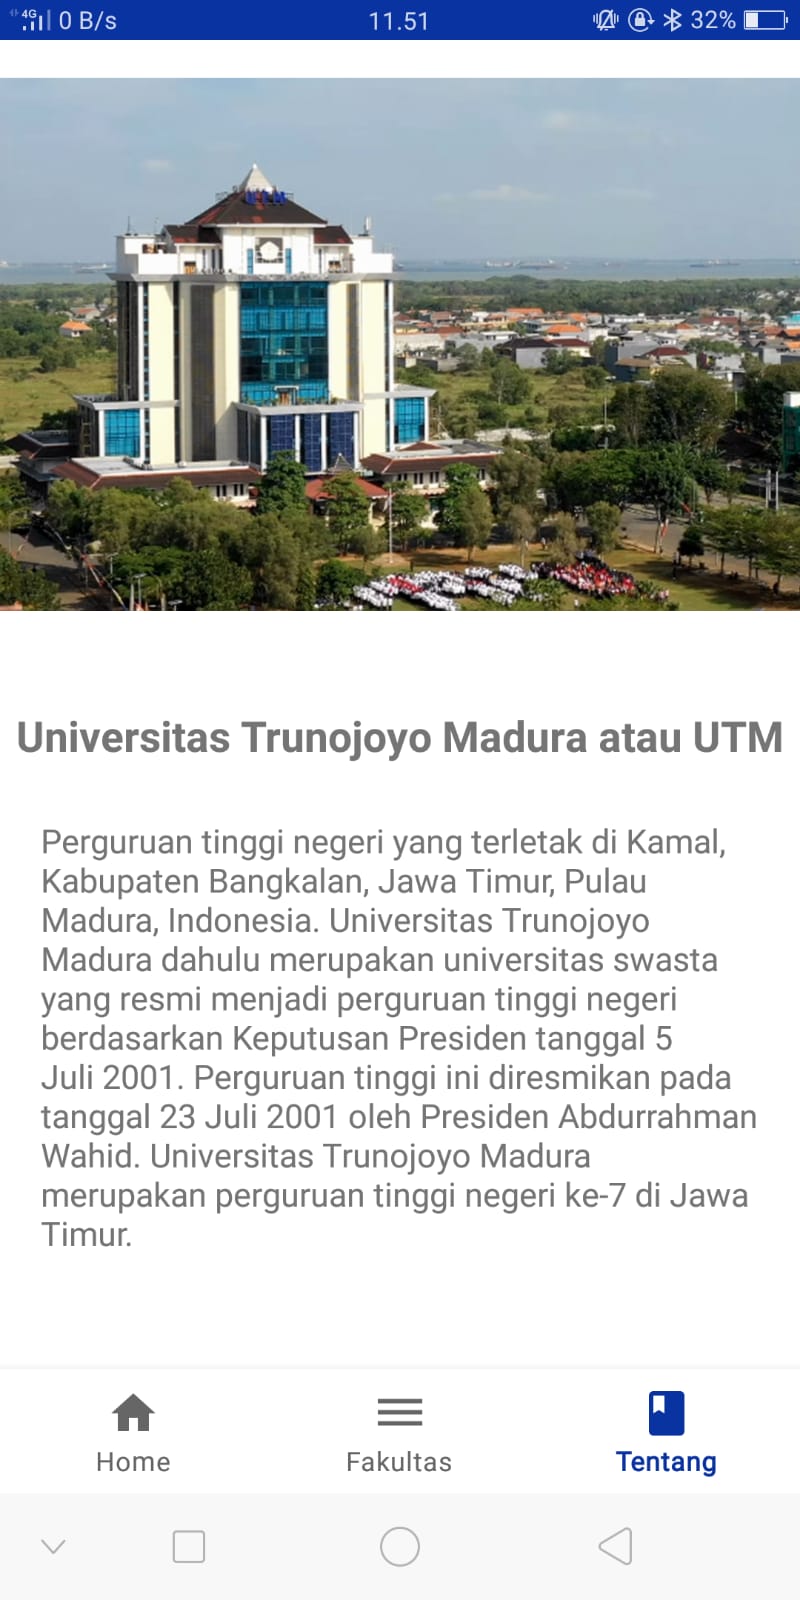 4G 0 B/s 11.51 32%
UTM
Universitas Trunojoyo Madura atau UTM
Perguruan tinggi negeri yang terletak di Kamal,
Kabupaten Bangkalan, Jawa Timur, Pulau
Madura, Indonesia. Universitas Trunojoyo
Madura dahulu merupakan universitas swasta
yang resmi menjadi perguruan tinggi negeri
berdasarkan Keputusan Presiden tanggal 5
Juli 2001. Perguruan tinggi ini diresmikan pada
tanggal 23 Juli 2001 oleh Presiden Abdurrahman
Wahid. Universitas Trunojoyo Madura
merupakan perguruan tinggi negeri ke-7 di Jawa
Timur.
Home Fakultas Tentang